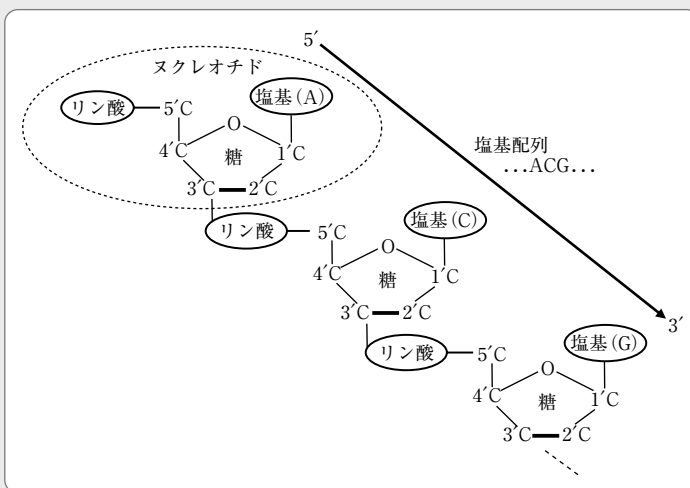 5′
ヌクレオチド
リン酸
5′C
塩基(A)
O
4′C
糖
1′C
3′C
2′C
塩基配列
...ACG...
リン酸
5′C
塩基(C)
O
4′C
糖
1′C
3′C
2′C
3′
リン酸
5′C
塩基(G)
O
4′C
糖
1′C
3′C
2′C